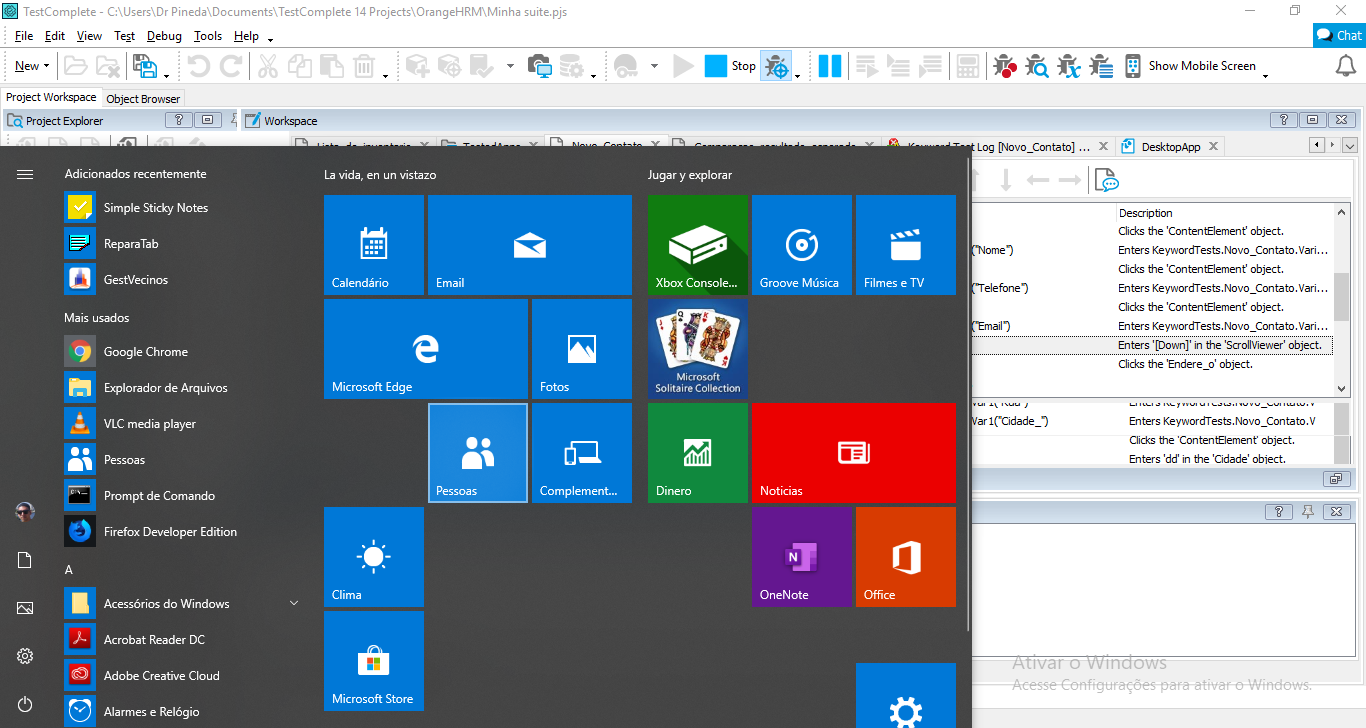 TestComplete - C:\Users\Dr Pineda\Documents\TestComplete 14 Projects\OrangeHRM\Minha suite.pjs
File Edit View Test Debug Tools Help
Chat
New
Stop
Show Mobile Screen
Project Workspace Object Browser
Project Explorer
Workspace
Novo_Contato
Keyword Test Log [Novo_Contato] ...
DesktopApp
Description
Clicks the 'ContentElement' object.
("Nome") Enters KeywordTests.Novo_Contato.Vari...
Clicks the 'ContentElement' object.
("Telefone") Enters KeywordTests.Novo_Contato.Vari...
Clicks the 'ContentElement' object.
("Email") Enters KeywordTests.Novo_Contato.Vari...
Enters '[Down]' in the 'ScrollViewer' object.
Clicks the 'Endere_o' object.
Var1("Cidade_") Enters KeywordTests.Novo_Contato.V
Clicks the 'ContentElement' object.
Enters 'dd' in the 'Cidade' object.
Adicionados recentemente
Simple Sticky Notes
ReparaTab
GestVecinos
Mais usados
Google Chrome
Explorador de Arquivos
VLC media player
Pessoas
Prompt de Comando
Firefox Developer Edition
A
Acessórios do Windows
Acrobat Reader DC
Adobe Creative Cloud
Alarmes e Relógio
La vida, en un vistazo
Calendário
Email
Microsoft Edge
Fotos
Pessoas
Complement...
Clima
Microsoft Store
Jugar y explorar
Xbox Console...
Groove Música
Filmes e TV
Microsoft
Solitaire Collection
Dinero
Noticias
OneNote
Office
Ativar o Windows
Acesse Configurações para ativar o Windows.